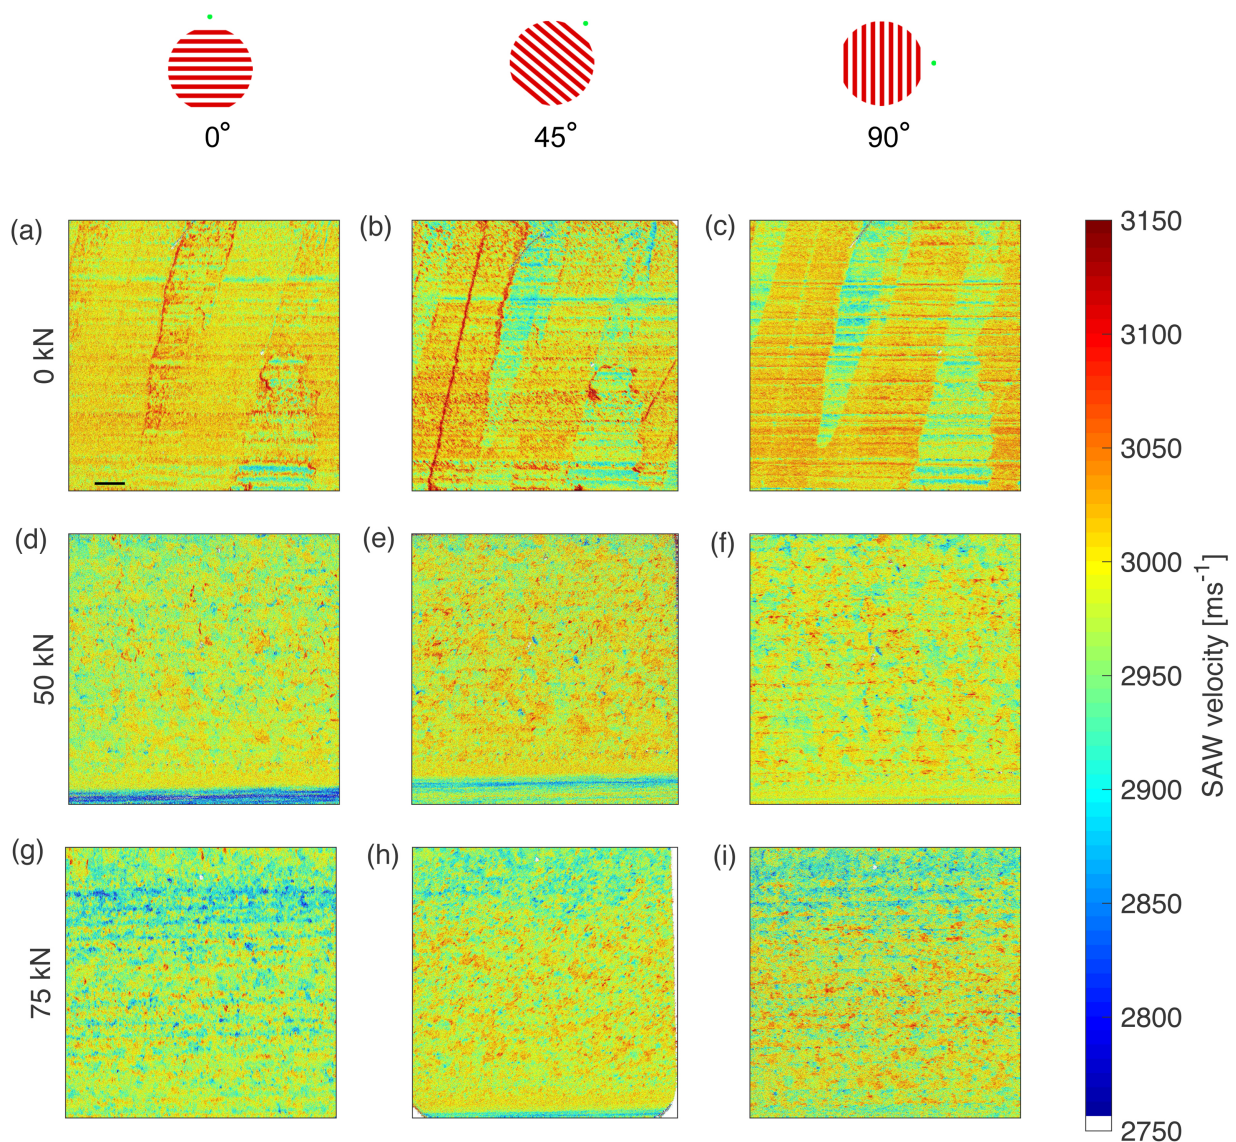 0°
45°
90°
(a)
(b)
(c)
0 kN
(d)
(e)
(f)
50 kN
(g)
(h)
(i)
75 kN
3150
3100
3050
3000
2950
2900
2850
2800
2750
SAW velocity [ms⁻¹]